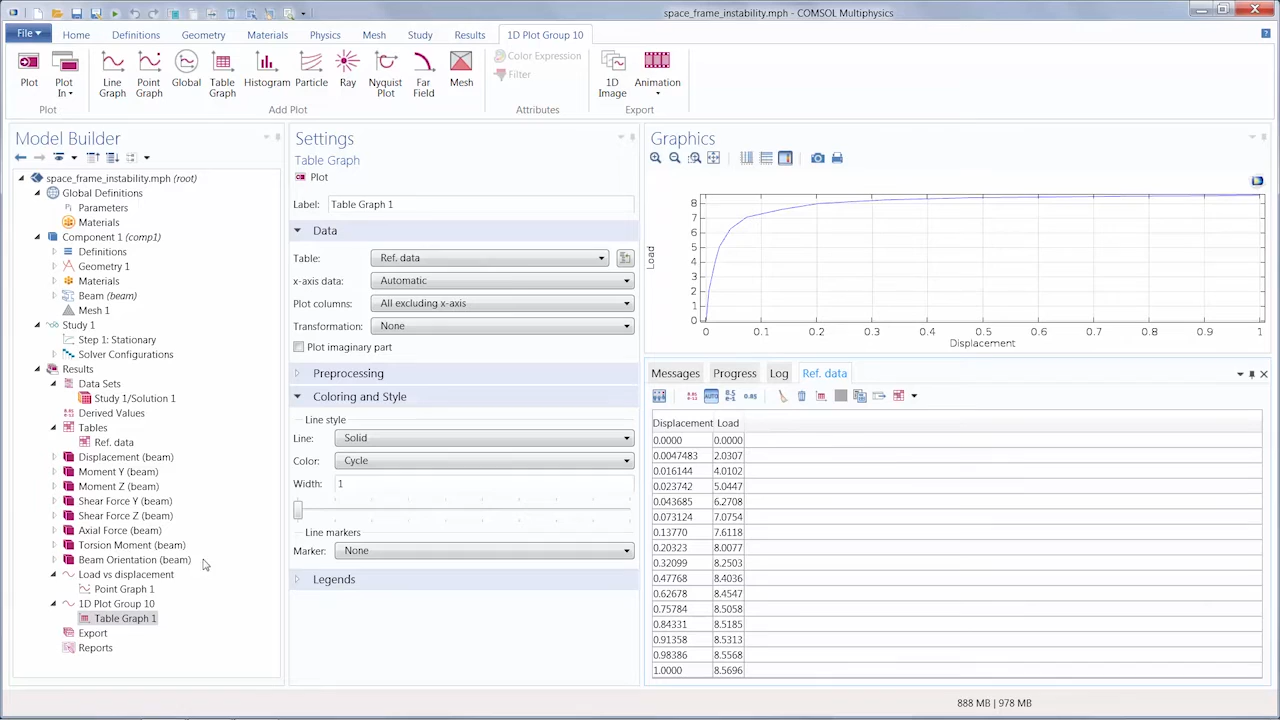 space_frame_instability.mph - COMSOL Multiphysics
File
Home
Definitions
Geometry
Materials
Physics
Mesh
Study
Results
1D Plot Group 10
Plot
Plot In
Line Graph
Point Graph
Global
Table Graph
Histogram
Particle
Ray
Nyquist Plot
Far Field
Mesh
Color Expression
Filter
1D Image
Animation
Plot
Add Plot
Attributes
Export
Model Builder
space_frame_instability.mph (root)
Global Definitions
Parameters
Materials
Component 1 (comp1)
Definitions
Geometry 1
Materials
Beam (beam)
Mesh 1
Study 1
Step 1: Stationary
Solver Configurations
Results
Data Sets
Study 1/Solution 1
Derived Values
Tables
Ref. data
Displacement (beam)
Moment Y (beam)
Moment Z (beam)
Shear Force Y (beam)
Shear Force Z (beam)
Axial Force (beam)
Torsion Moment (beam)
Beam Orientation (beam)
Load vs displacement
Point Graph 1
1D Plot Group 10
Table Graph 1
Export
Reports
Settings
Table Graph
Plot
Label: Table Graph 1
Data
Table: Ref. data
x-axis data: Automatic
Plot columns: All excluding x-axis
Transformation: None
Plot imaginary part
Preprocessing
Coloring and Style
Line style
Line: Solid
Color: Cycle
Width: 1
Line markers
Marker: None
Legends
Graphics
8
7
6
5
4
3
2
1
0
Load
0 0.1 0.2 0.3 0.4 0.5 0.6 0.7 0.8 0.9 1
Displacement
Messages Progress Log Ref. data
8.85 AUTO 8.5 e-1 0.85
Displacement Load
0.0000 0.0000
0.0047483 2.0307
0.016144 4.0102
0.023742 5.0447
0.043685 6.2708
0.073124 7.0754
0.13770 7.6118
0.20323 8.0077
0.32099 8.2503
0.47768 8.4036
0.62678 8.4547
0.75784 8.5058
0.84331 8.5185
0.91358 8.5313
0.98386 8.5568
1.0000 8.5696
888 MB | 978 MB